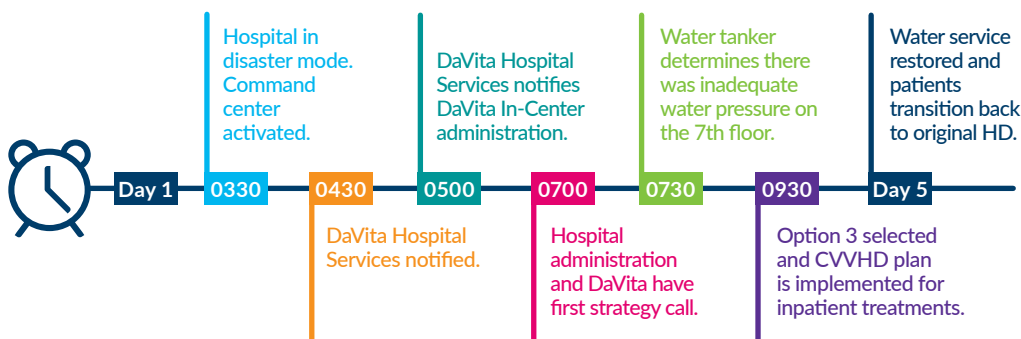 Hospital in
disaster mode.
Command
center
activated.
DaVita Hospital
Services notifies
DaVita In-Center
administration.
Water tanker
determines there
was inadequate
water pressure on
the 7th floor.
Water service
restored and
patients
transition back
to original HD.
Day 1
0330
0430
0500
0700
0730
0930
Day 5
DaVita Hospital
Services notified.
Hospital
administration
and DaVita have
first strategy call.
Option 3 selected
and CVVHD plan
is implemented for
inpatient treatments.